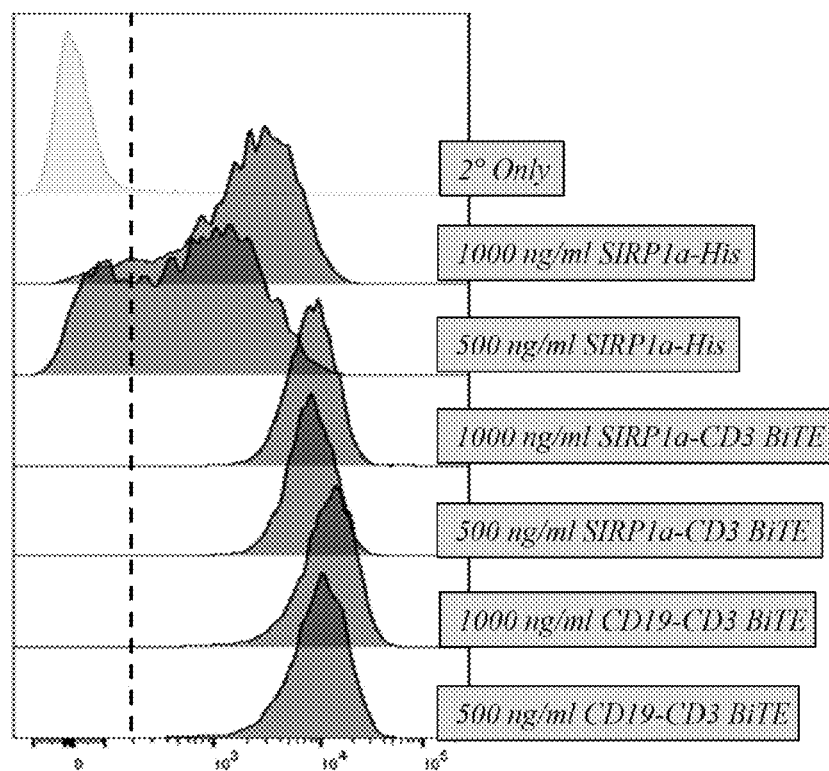 2° Only
1000 ng/ml SIRP1a-His
500 ng/ml SIRP1a-His
1000 ng/ml SIRP1a-CD3 BiTE
500 ng/ml SIRP1a-CD3 BiTE
1000 ng/ml CD19-CD3 BiTE
500 ng/ml CD19-CD3 BiTE
0 10³ 10⁴ 10⁵